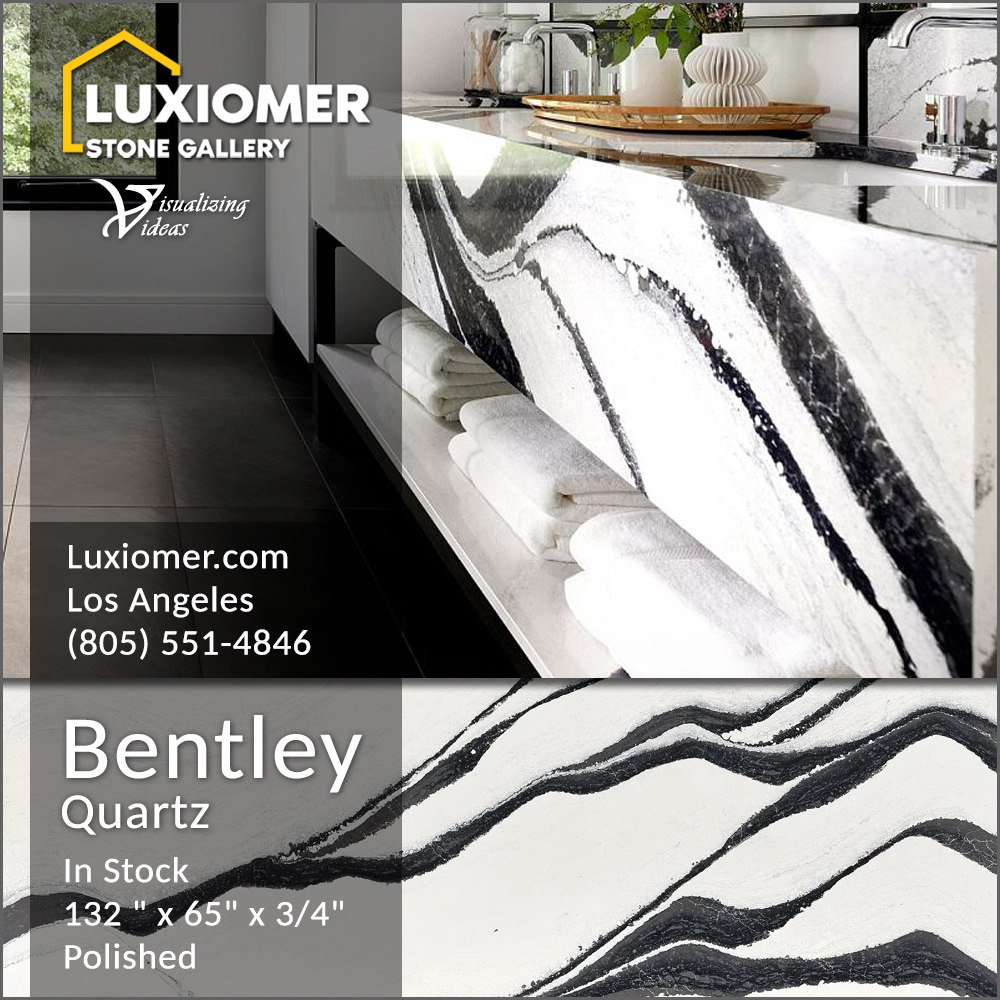 LUXIOMER
STONE GALLERY
Visualizing
Videas
Luxiomer.com
Los Angeles
(805) 551-4846
Bentley
Quartz
In Stock
132 " x 65" x 3/4"
Polished